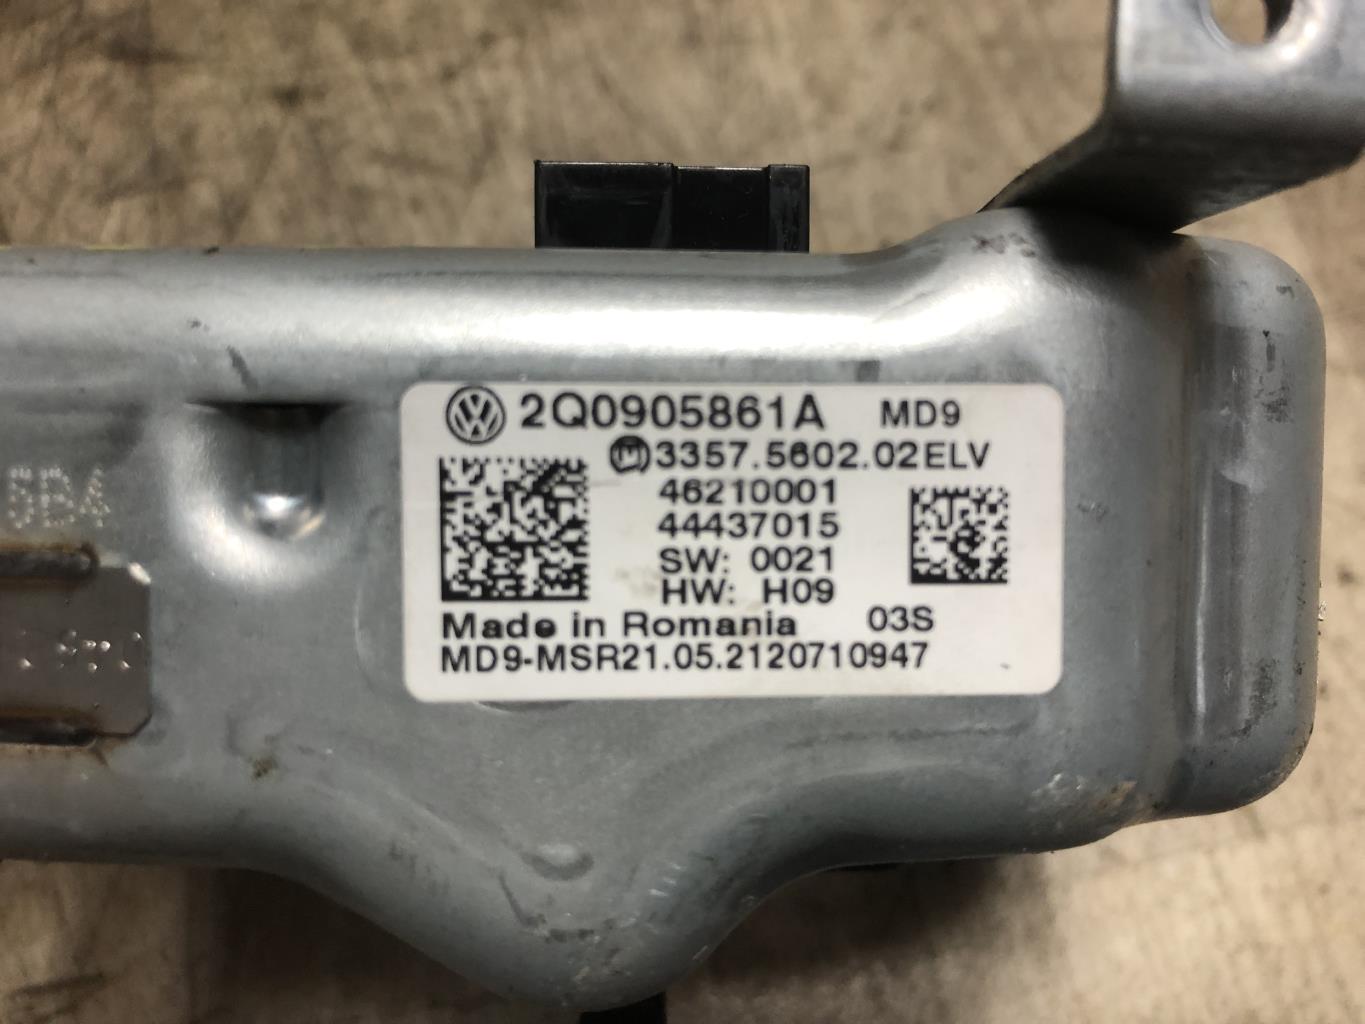 2Q0905861A MD9
3357.5602.02ELV
46210001
44437015
SW: 0021
HW: H09
Made in Romania 03S
MD9-MSR21.05.2120710947